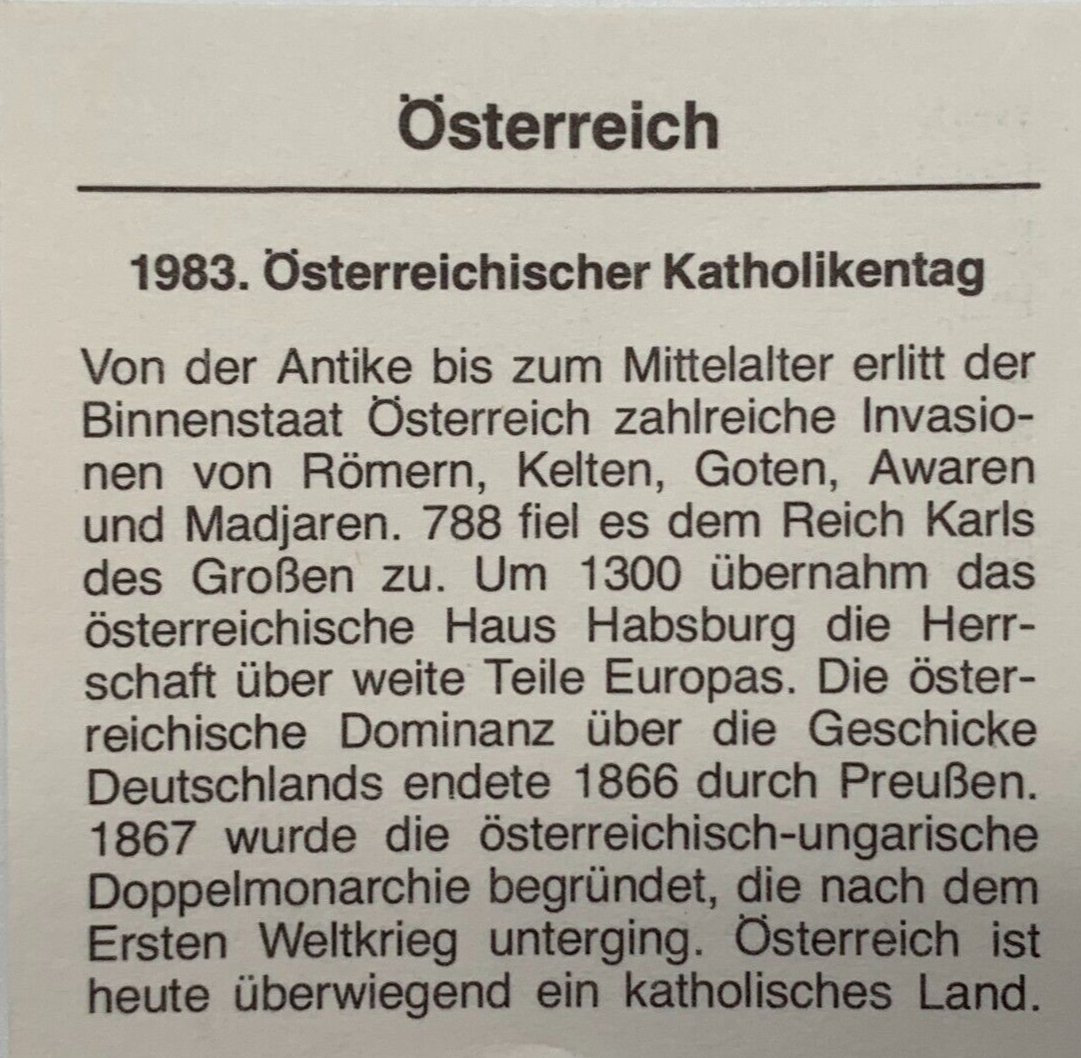 Österreich
1983. Österreichischer Katholikentag
Von der Antike bis zum Mittelalter erlitt der
Binnenstaat Österreich zahlreiche Invasio-
nen von Römern, Kelten, Goten, Awaren
und Madjaren. 788 fiel es dem Reich Karls
des Großen zu. Um 1300 übernahm das
österreichische Haus Habsburg die Herr-
schaft über weite Teile Europas. Die öster-
reichische Dominanz über die Geschicke
Deutschlands endete 1866 durch Preußen.
1867 wurde die österreichisch-ungarische
Doppelmonarchie begründet, die nach dem
Ersten Weltkrieg unterging. Österreich ist
heute überwiegend ein katholisches Land.